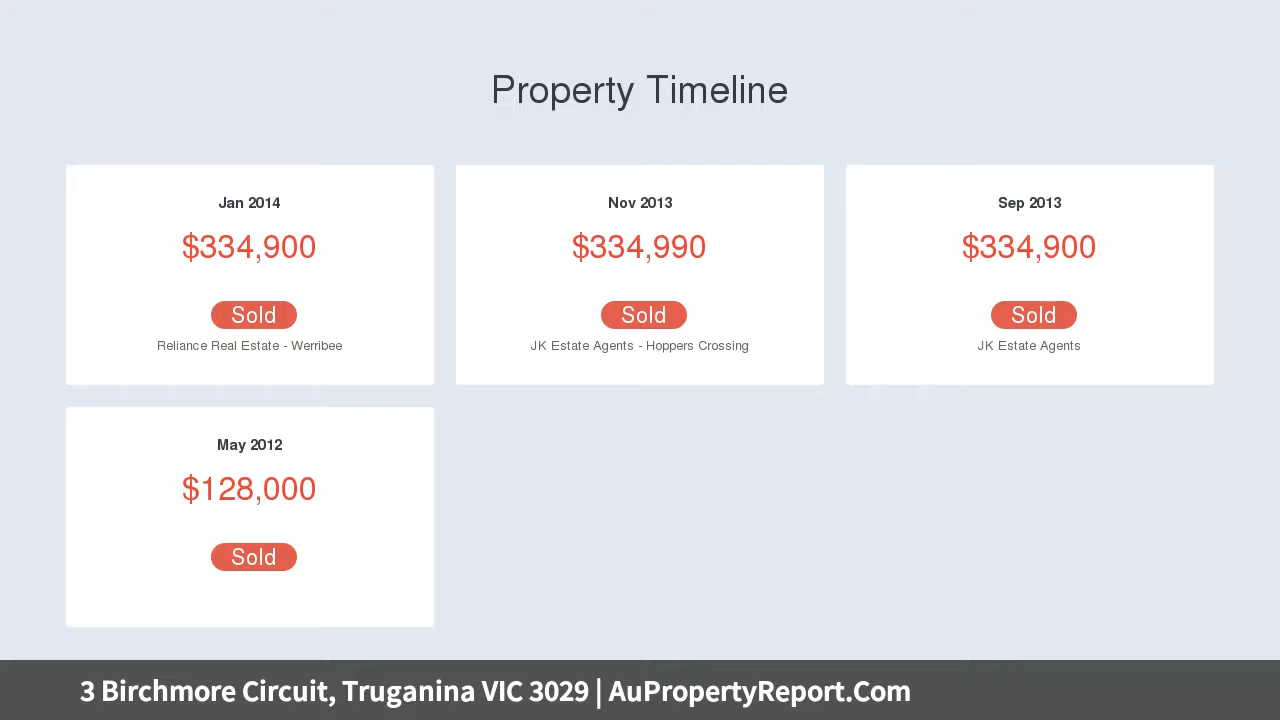 Property Timeline
Jan 2014
$334,900
Sold
Reliance Real Estate - Werribee
Nov 2013
$334,990
Sold
JK Estate Agents - Hoppers Crossing
Sep 2013
$334,900
Sold
JK Estate Agents
May 2012
$128,000
Sold
3 Birchmore Circuit, Truganina VIC 3029 | AuPropertyReport.Com